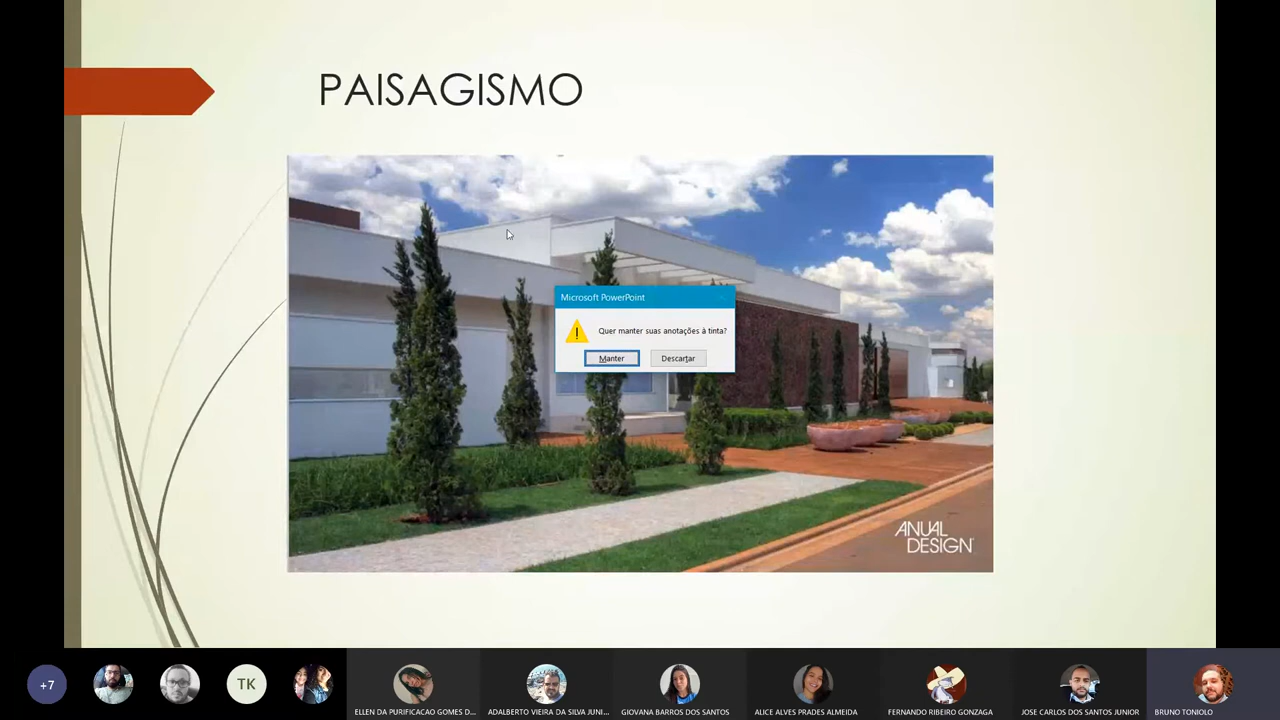 PAISAGISMO
Microsoft PowerPoint
Quer manter suas anotações à tinta?
Manter
Descartar
ANUAL
DESIGN
+7
TK
ELLEN DA PURIFICACAO GOMES D...
ADALBERTO VIEIRA DA SILVA JUNI...
GIOVANA BARROS DOS SANTOS
ALICE ALVES PRADES ALMEIDA
FERNANDO RIBEIRO GONZAGA
JOSE CARLOS DOS SANTOS JUNIOR
BRUNO TONIOLO